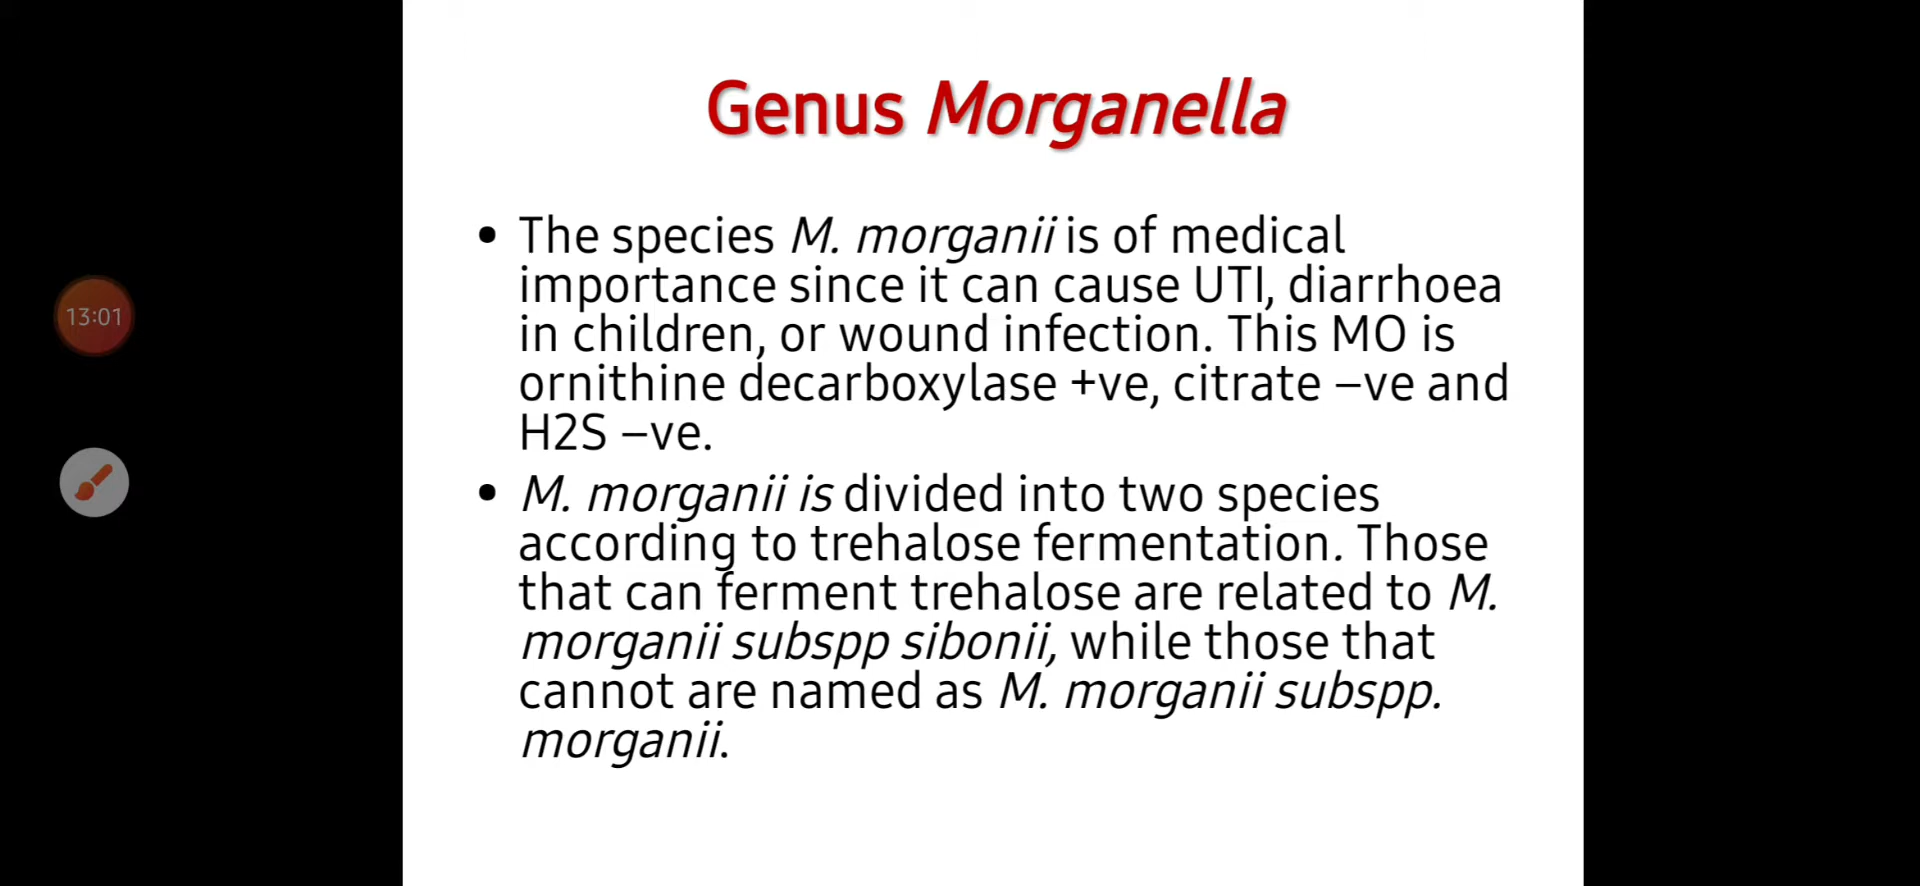 Genus Morganella
• The species M. morganii is of medical
importance since it can cause UTI, diarrhoea
in children, or wound infection. This MO is
ornithine decarboxylase +ve, citrate –ve and
H2S –ve.
• M. morganii is divided into two species
according to trehalose fermentation. Those
that can ferment trehalose are related to M.
morganii subspp sibonii, while those that
cannot are named as M. morganii subspp.
morganii.
13:01